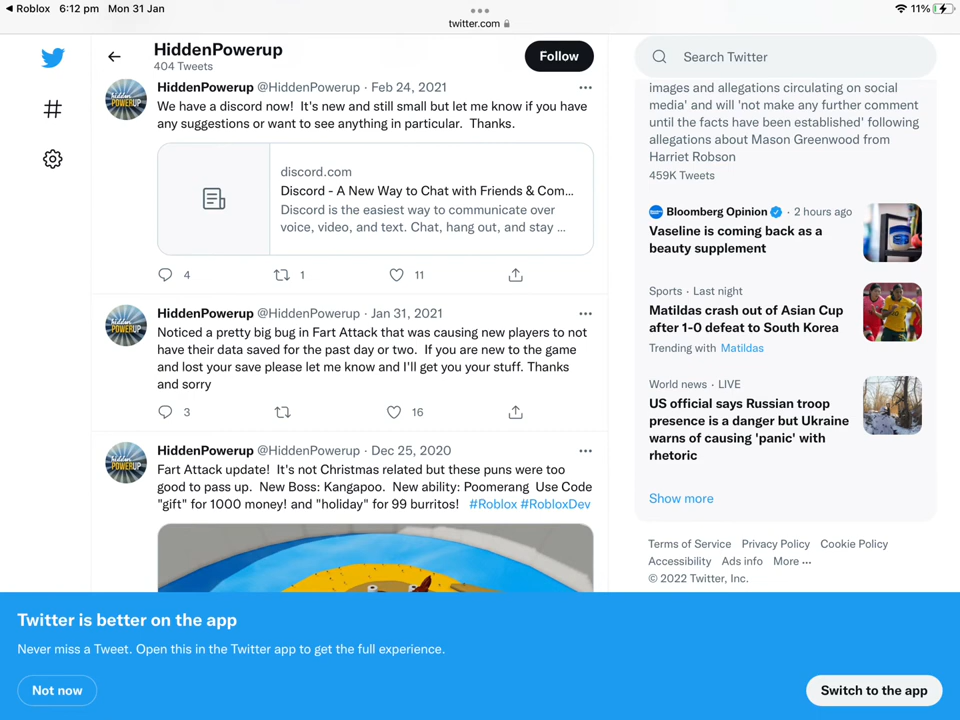 Roblox 6:12 pm Mon 31 Jan
11%
twitter.com
HiddenPowerup
404 Tweets
Follow
HiddenPowerup @HiddenPowerup · Feb 24, 2021
We have a discord now! It's new and still small but let me know if you have
any suggestions or want to see anything in particular. Thanks.
discord.com
Discord - A New Way to Chat with Friends & Com...
Discord is the easiest way to communicate over
voice, video, and text. Chat, hang out, and stay ...
4 1 11
HiddenPowerup @HiddenPowerup · Jan 31, 2021
Noticed a pretty big bug in Fart Attack that was causing new players to not
have their data saved for the past day or two. If you are new to the game
and lost your save please let me know and I'll get you your stuff. Thanks
and sorry
3 16
HiddenPowerup @HiddenPowerup · Dec 25, 2020
Fart Attack update! It's not Christmas related but these puns were too
good to pass up. New Boss: Kangapoo. New ability: Poomerang Use Code
"gift" for 1000 money! and "holiday" for 99 burritos! #Roblox #RobloxDev
Search Twitter
images and allegations circulating on social
media' and will 'not make any further comment
until the facts have been established' following
allegations about Mason Greenwood from
Harriet Robson
459K Tweets
Bloomberg Opinion · 2 hours ago
Vaseline is coming back as a
beauty supplement
Sports · Last night
Matildas crash out of Asian Cup
after 1-0 defeat to South Korea
Trending with Matildas
World news · LIVE
US official says Russian troop
presence is a danger but Ukraine
warns of causing 'panic' with
rhetoric
Show more
Terms of Service Privacy Policy Cookie Policy
Accessibility Ads info More ...
© 2022 Twitter, Inc.
Twitter is better on the app
Never miss a Tweet. Open this in the Twitter app to get the full experience.
Not now
Switch to the app